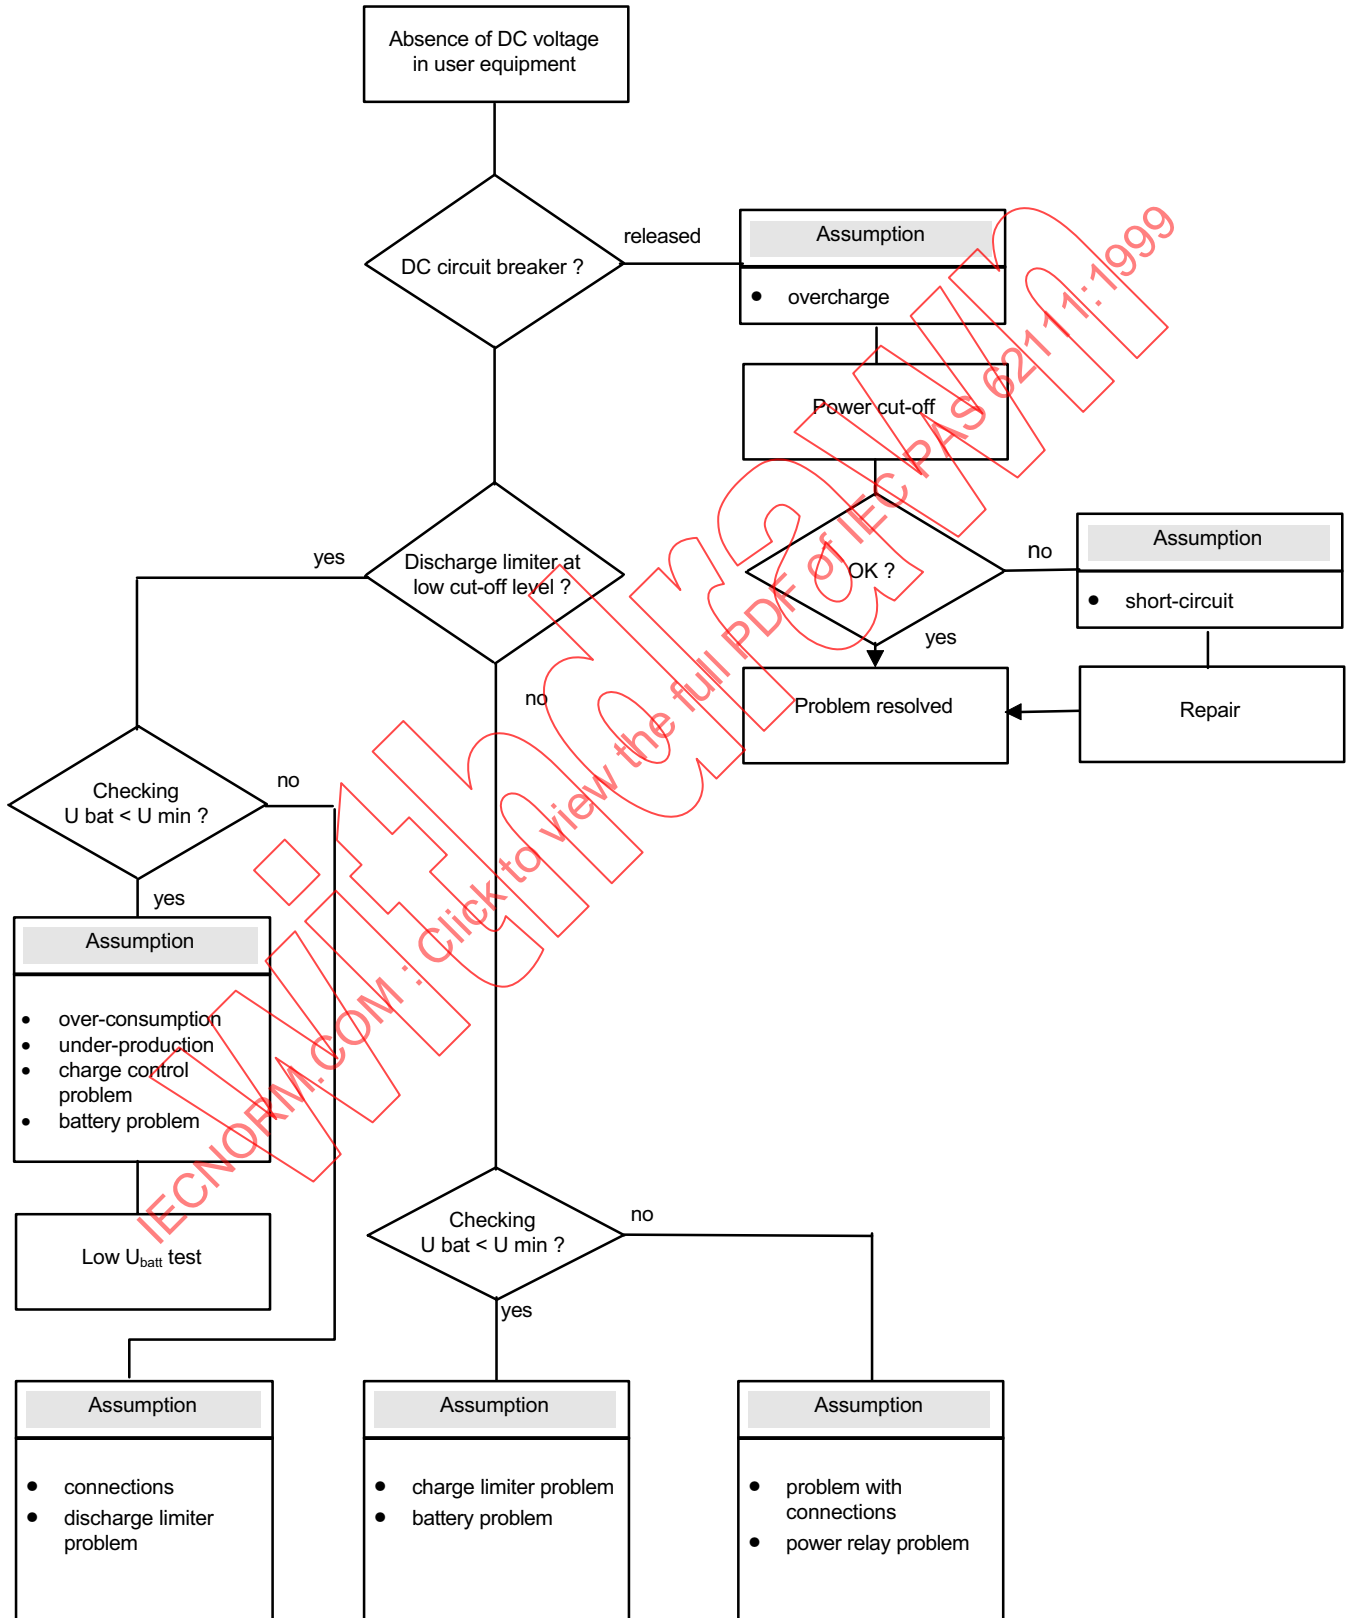 Absence of DC voltage
in user equipment
DC circuit breaker ?
released
Assumption
• overcharge
Power cut-off
OK ?
no
yes
Assumption
• short-circuit
Repair
Problem resolved
Discharge limiter at
low cut-off level ?
yes
no
Checking
U bat < U min ?
no
yes
Assumption
• over-consumption
• under-production
• charge control
problem
• battery problem
Low Ubatt test
Checking
U bat < U min ?
no
yes
Assumption
• connections
• discharge limiter
problem
Assumption
• charge limiter problem
• battery problem
Assumption
• problem with
connections
• power relay problem
withdrawn
IECNORM.COM : Click to view the full PDF of IEC PAS 62111:1999